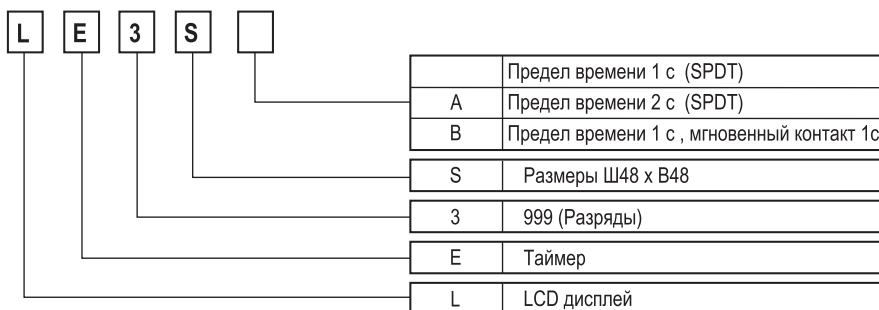 L E 3 S
Предел времени 1 с (SPDT)
A Предел времени 2 с (SPDT)
B Предел времени 1 с , мгновенный контакт 1с
S Размеры Ш48 x В48
3 999 (Разряды)
E Таймер
L LCD дисплей